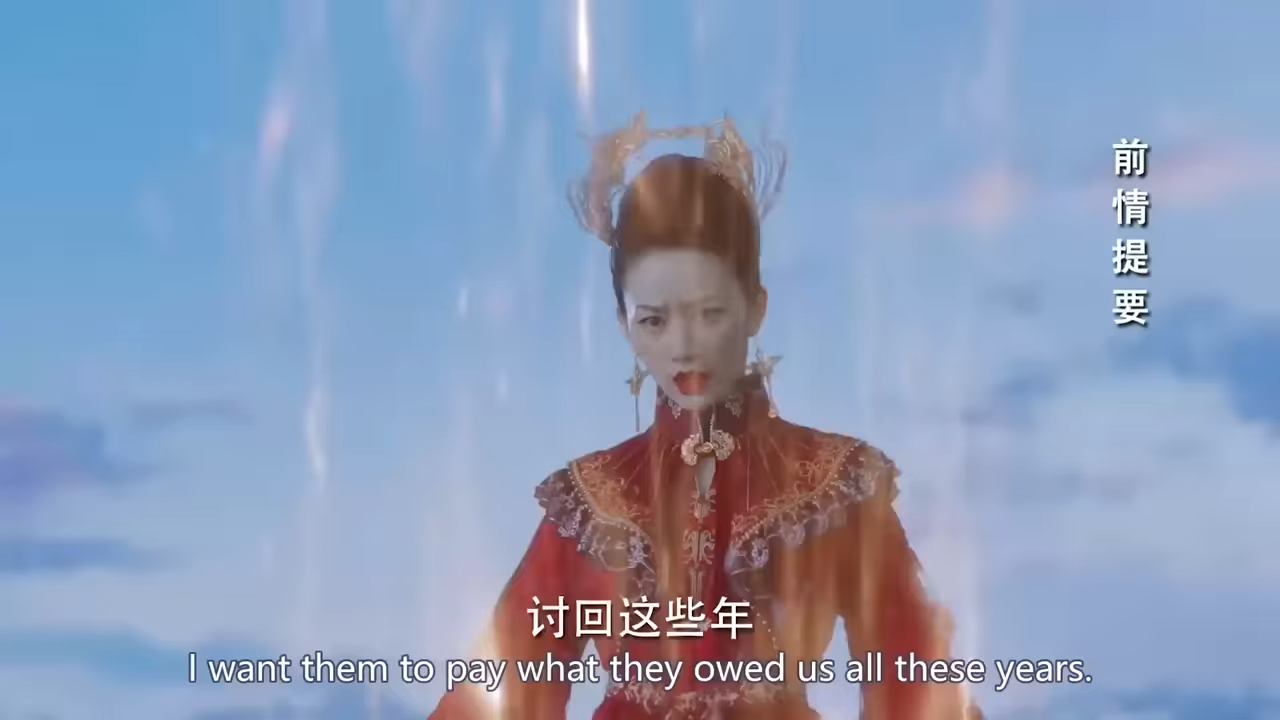 前情提要
讨回这些年
I want them to pay what they owed us all these years.